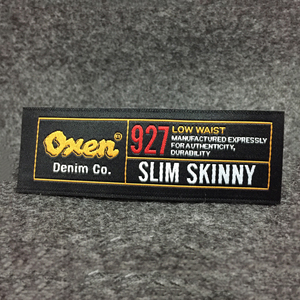 Oxen
Denim Co.
927
LOW WAIST
MANUFACTURED EXPRESSLY
FOR AUTHENTICITY,
DURABILITY
SLIM SKINNY